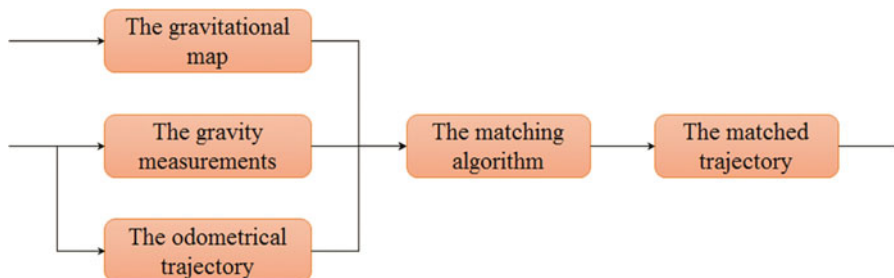 The gravitational
map
The gravity
measurements
The odometrical
trajectory
The matching
algorithm
The matched
trajectory